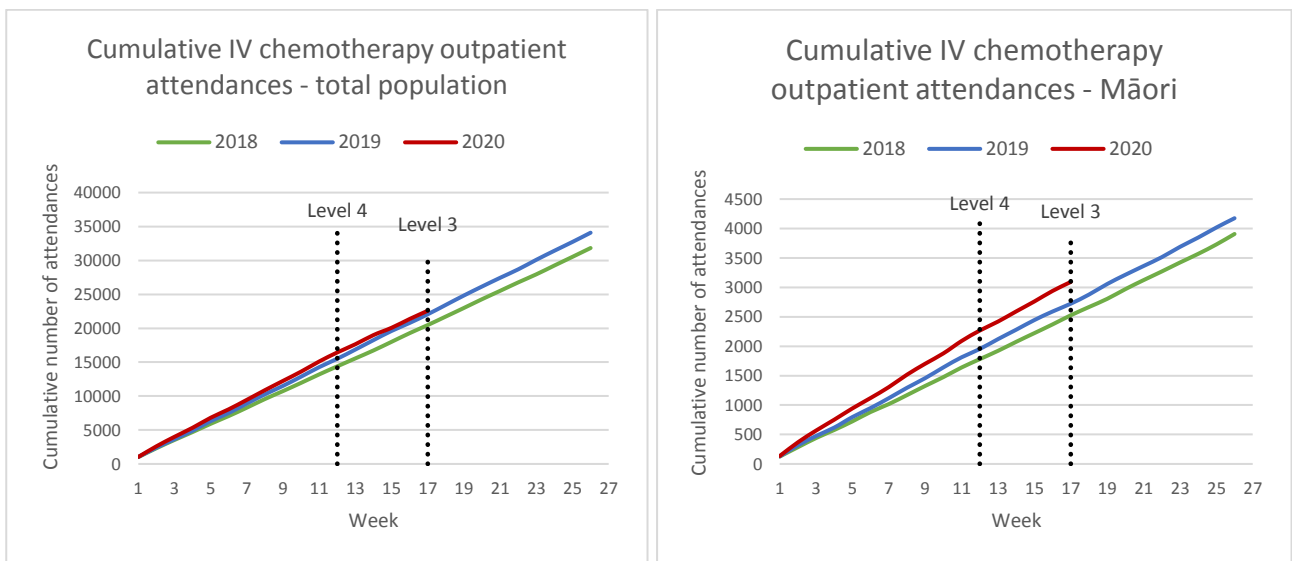 Cumulative IV chemotherapy outpatient
attendances - total population
2018 2019 2020
Cumulative number of attendances
40000
35000
30000
25000
20000
15000
10000
5000
0
Level 4
Level 3
1 3 5 7 9 11 13 15 17 19 21 23 25 27
Week
Cumulative IV chemotherapy
outpatient attendances - Māori
2018 2019 2020
Cumulative number of attendances
4500
4000
3500
3000
2500
2000
1500
1000
500
0
Level 4
Level 3
1 3 5 7 9 11 13 15 17 19 21 23 25 27
Week